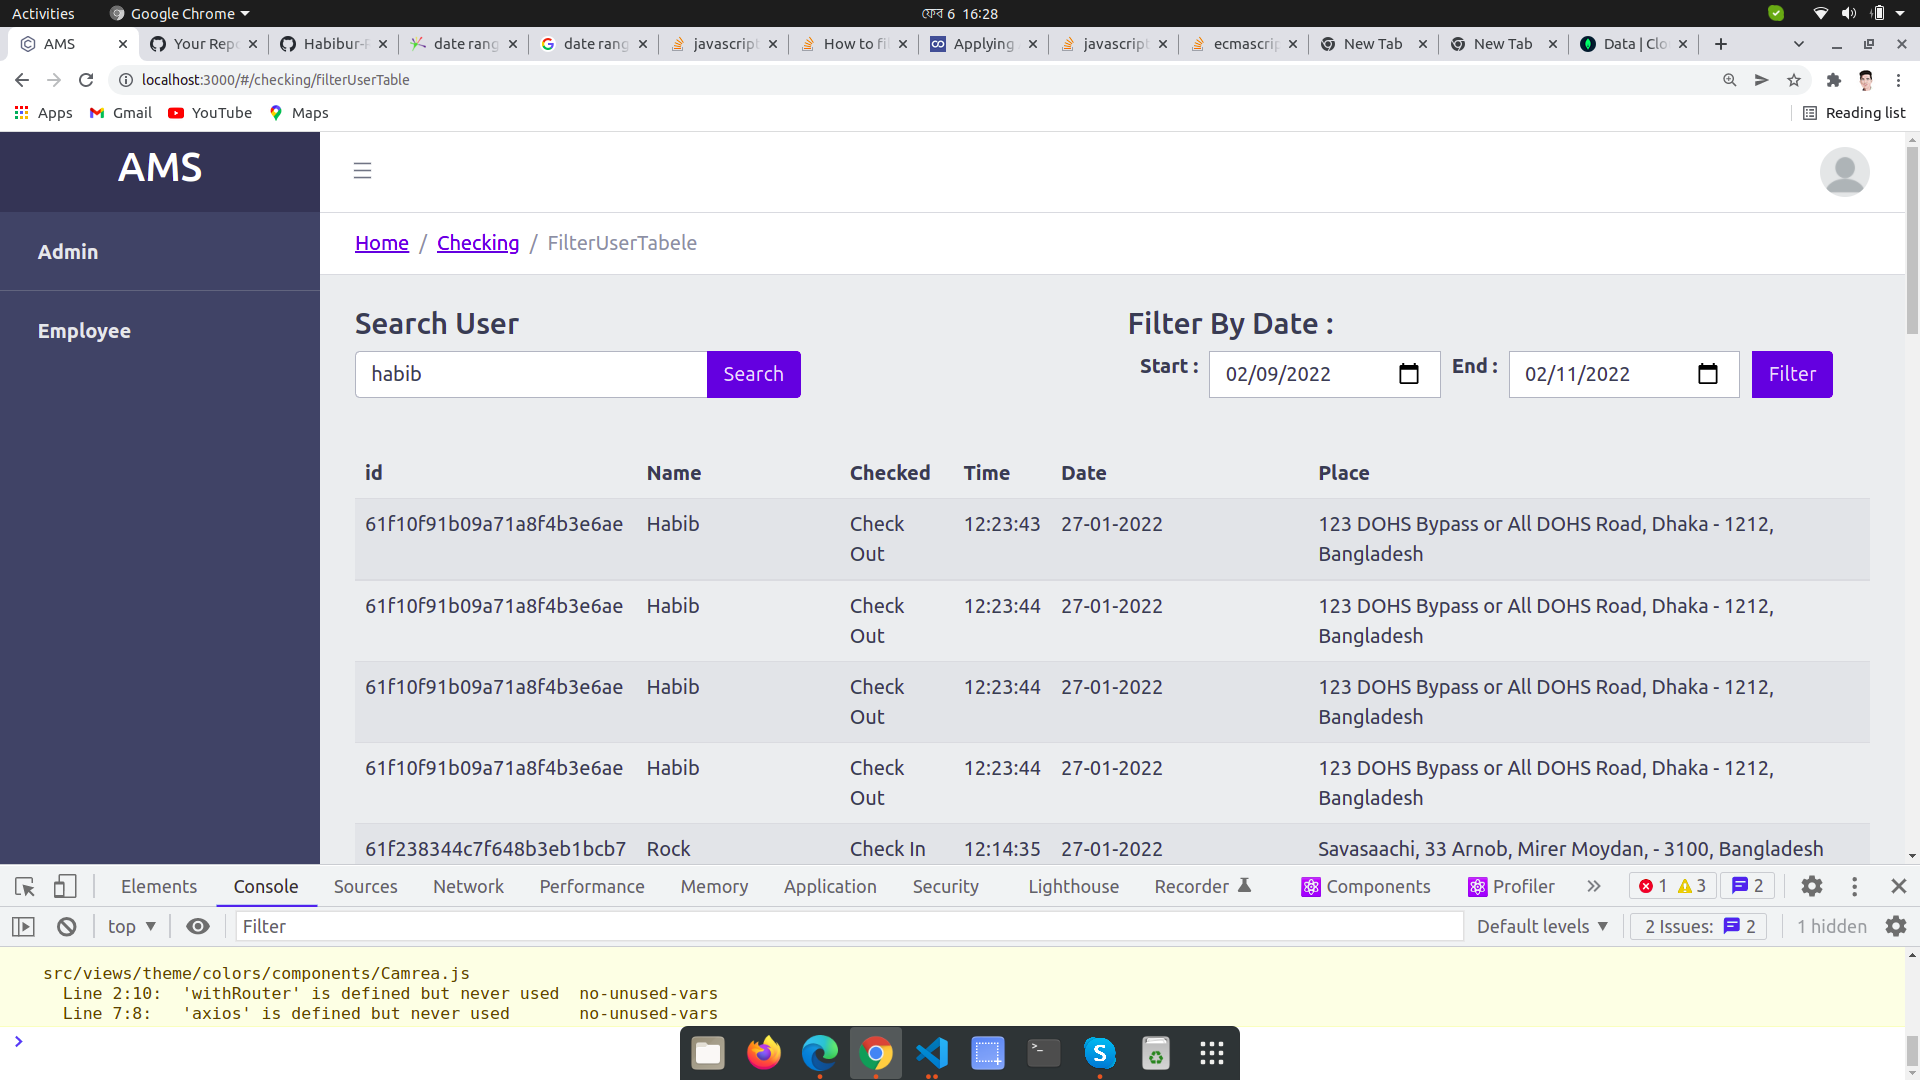 Activities Google Chrome ফেব 6 16:28
AMS Your Rep Habibur-R date rang date rang javascript How to fil Applying javascript ecmascrip New Tab New Tab Data | Clo
localhost:3000/#/checking/filterUserTable
Apps Gmail YouTube Maps Reading list
AMS
Admin
Employee
Home / Checking / FilterUserTabele
Search User Filter By Date :
habib Search Start : 02/09/2022 End : 02/11/2022 Filter
id Name Checked Time Date Place
61f10f91b09a71a8f4b3e6ae Habib Check Out 12:23:43 27-01-2022 123 DOHS Bypass or All DOHS Road, Dhaka - 1212, Bangladesh
61f10f91b09a71a8f4b3e6ae Habib Check Out 12:23:44 27-01-2022 123 DOHS Bypass or All DOHS Road, Dhaka - 1212, Bangladesh
61f10f91b09a71a8f4b3e6ae Habib Check Out 12:23:44 27-01-2022 123 DOHS Bypass or All DOHS Road, Dhaka - 1212, Bangladesh
61f10f91b09a71a8f4b3e6ae Habib Check Out 12:23:44 27-01-2022 123 DOHS Bypass or All DOHS Road, Dhaka - 1212, Bangladesh
61f238344c7f648b3eb1bcb7 Rock Check In 12:14:35 27-01-2022 Savasaachi, 33 Arnob, Mirer Moydan, - 3100, Bangladesh
Elements Console Sources Network Performance Memory Application Security Lighthouse Recorder Components Profiler 1 3 2
top Filter Default levels 2 Issues: 2 1 hidden
src/views/theme/colors/components/Camrea.js
Line 2:10: 'withRouter' is defined but never used no-unused-vars
Line 7:8: 'axios' is defined but never used no-unused-vars